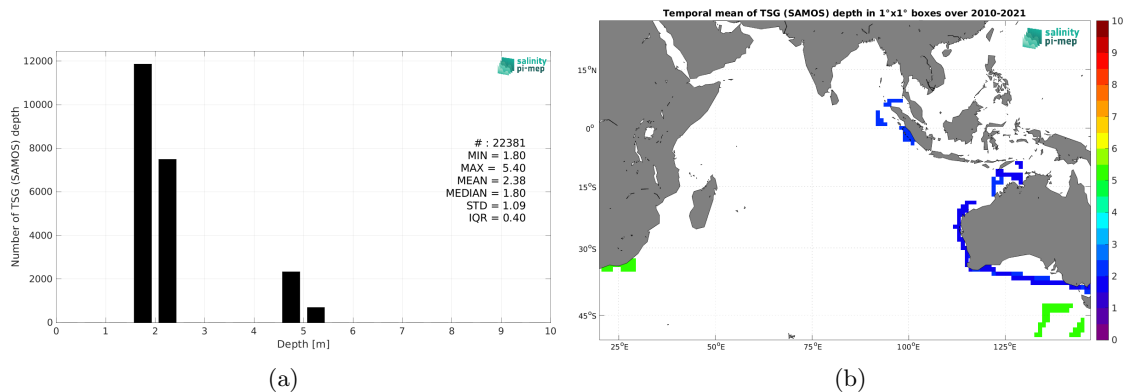 12000
10000
8000
6000
4000
2000
0
Number of TSG (SAMOS) depth
0 1 2 3 4 5 6 7 8 9 10
Depth [m]
salinity
pi-mep
# : 22381
MIN = 1.80
MAX = 5.40
MEAN = 2.38
MEDIAN = 1.80
STD = 1.09
IQR = 0.40
(a)
Temporal mean of TSG (SAMOS) depth in 1°x1° boxes over 2010-2021
salinity
pi-mep
15°N
0°
15°S
30°S
45°S
25°E 50°E 75°E 100°E 125°E
10
9
8
7
6
5
4
3
2
1
0
(b)